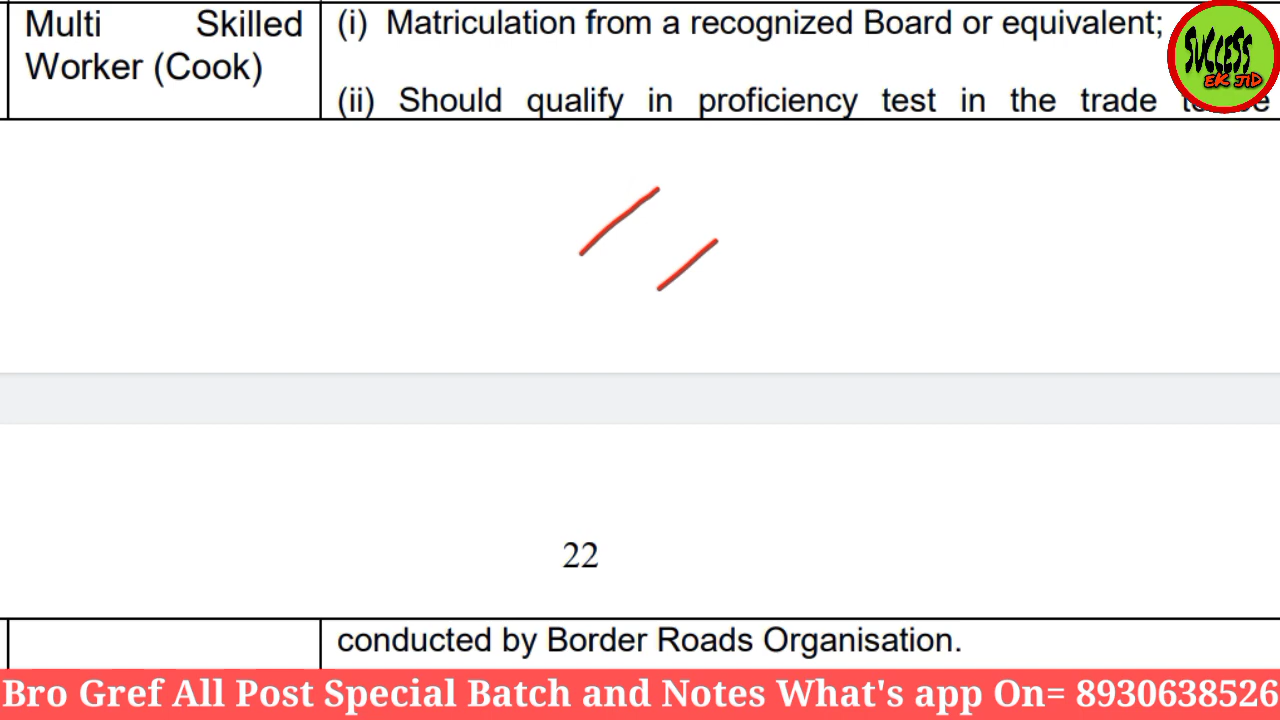 Multi Skilled
Worker (Cook)
(i) Matriculation from a recognized Board or equivalent;
(ii) Should qualify in proficiency test in the trade
SUCCESS
EK JID
22
conducted by Border Roads Organisation.
Bro Gref All Post Special Batch and Notes What's app On= 8930638526